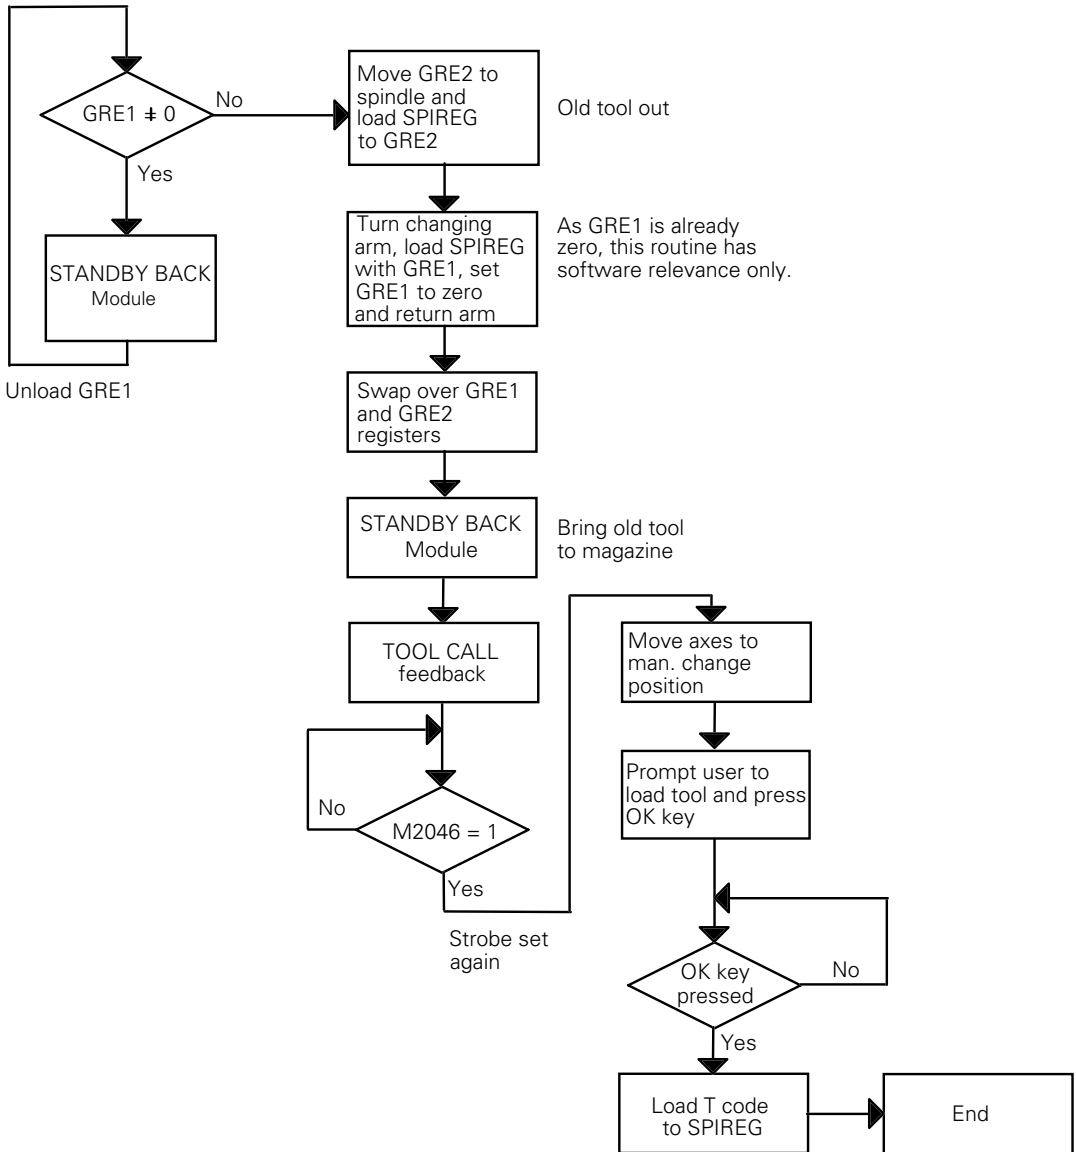 GRE1 ≠ 0
No
Yes
STANDBY BACK
Module
Unload GRE1
Move GRE2 to
spindle and
load SPIREG
to GRE2
Old tool out
Turn changing
arm, load SPIREG
with GRE1, set
GRE1 to zero
and return arm
As GRE1 is already
zero, this routine has
software relevance only.
Swap over GRE1
and GRE2
registers
STANDBY BACK
Module
Bring old tool
to magazine
TOOL CALL
feedback
M2046 = 1
No
Yes
Strobe set
again
Move axes to
man. change
position
Prompt user to
load tool and press
OK key
OK key
pressed
No
Yes
Load T code
to SPIREG
End